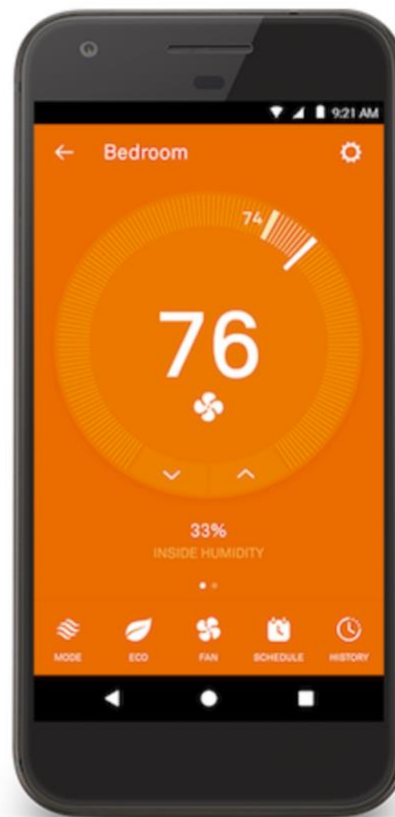 9:21 AM
Bedroom
74
76
33%
INSIDE HUMIDITY
MODE ECO FAN SCHEDULE HISTORY